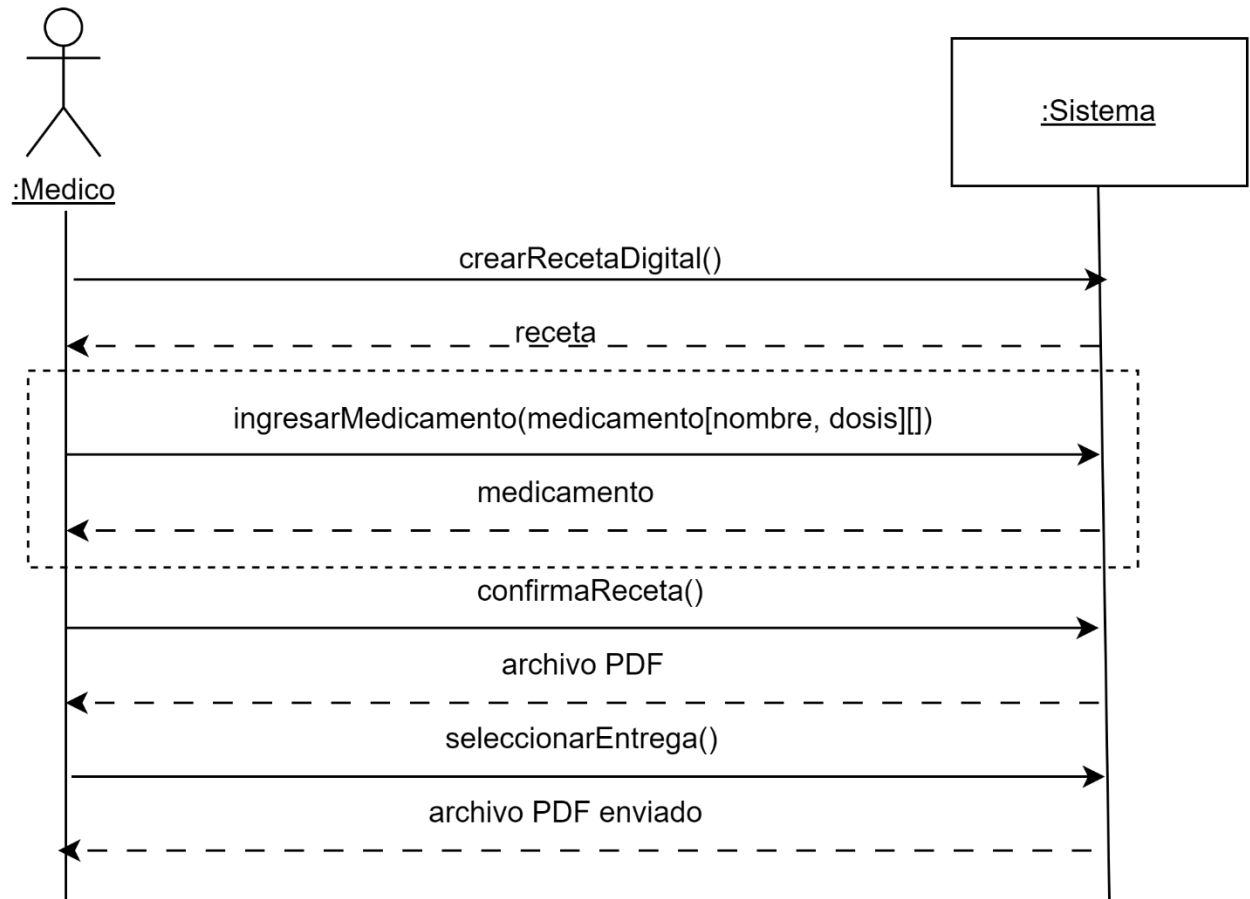 :Sistema
:Medico
crearRecetaDigital()
receta
ingresarMedicamento(medicamento[nombre, dosis][])
medicamento
confirmaReceta()
archivo PDF
seleccionarEntrega()
archivo PDF enviado